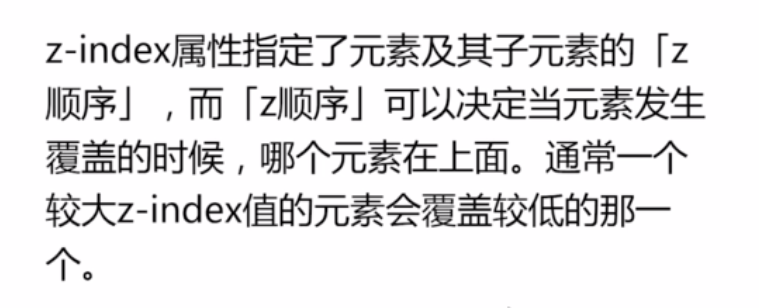 z-index属性指定了元素及其子元素的「z
顺序」，而「z顺序」可以决定当元素发生
覆盖的时候，哪个元素在上面。通常一个
较大z-index值的元素会覆盖较低的那一
个。